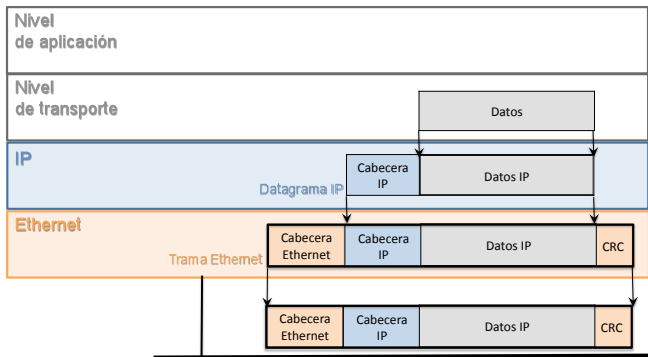 Nivel
de aplicación
Nivel
de transporte
Datos
IP
Datagrama IP
Cabecera
IP
Datos IP
Ethernet
Trama Ethernet
Cabecera
Ethernet
Cabecera
IP
Datos IP
CRC
Cabecera
Ethernet
Cabecera
IP
Datos IP
CRC